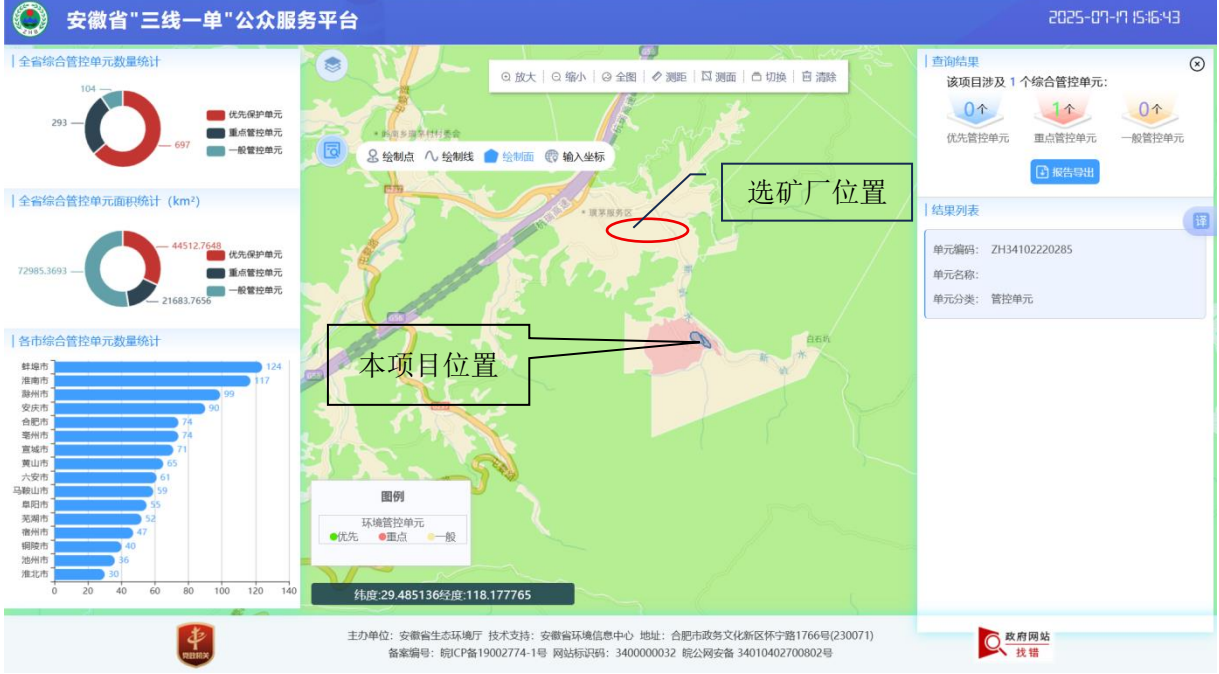 安徽省"三线一单"公众服务平台
2025-07-17 15:16:43
全省综合管控单元数量统计
104
293
697
优先保护单元
重点管控单元
一般管控单元
全省综合管控单元面积统计（km²）
44512.7648
72985.3693
21683.7656
优先保护单元
重点管控单元
一般管控单元
各市综合管控单元数量统计
蚌埠市 124
淮南市 117
滁州市 99
安庆市 90
合肥市 74
亳州市 74
宣城市 71
黄山市 65
六安市 61
马鞍山市 59
阜阳市 55
芜湖市 52
宿州市 47
铜陵市 40
池州市 36
淮北市 30
0 20 40 60 80 100 120 140
放大 缩小 全图 测距 测面 切换 清除
绘制点 绘制线 绘制面 输入坐标
璜茅服务区
选矿厂位置
本项目位置
白石坑
新 坑 水
图例
环境管控单元
优先 重点 一般
纬度:29.485136经度:118.177765
查询结果
该项目涉及 1 个综合管控单元:
0个 1个 0个
优先管控单元 重点管控单元 一般管控单元
报告导出
结果列表
译
单元编码: ZH34102220285
单元名称:
单元分类: 管控单元
党政机关
主办单位：安徽省生态环境厅 技术支持：安徽省环境信息中心 地址：合肥市政务文化新区怀宁路1766号(230071)
备案编号：皖ICP备19002774-1号 网站标识码：3400000032 皖公网安备 34010402700802号
政府网站
找错